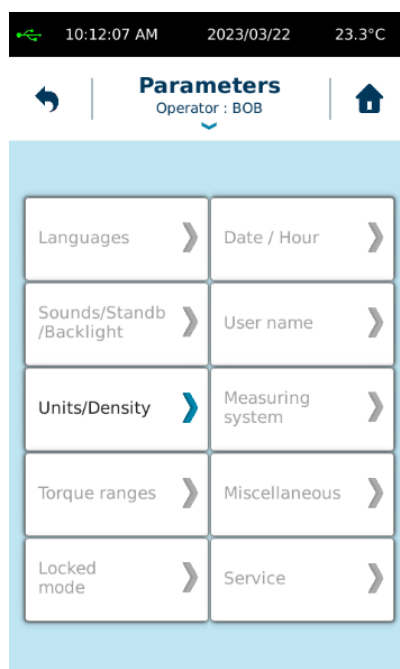 10:12:07 AM 2023/03/22 23.3°C
Parameters
Operator : BOB
Languages
Date / Hour
Sounds/Standb
/Backlight
User name
Units/Density
Measuring
system
Torque ranges
Miscellaneous
Locked
mode
Service